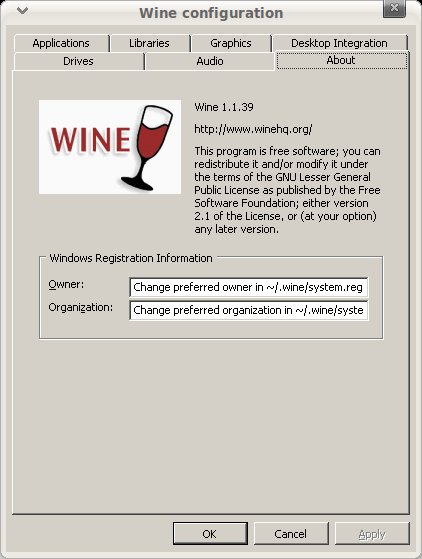 Wine configuration
Applications Libraries Graphics Desktop Integration
Drives Audio About
WINE
Wine 1.1.39
http://www.winehq.org/
This program is free software; you can
redistribute it and/or modify it under
the terms of the GNU Lesser General
Public License as published by the Free
Software Foundation; either version
2.1 of the License, or (at your option)
any later version.
Windows Registration Information
Owner: Change preferred owner in ~/.wine/system.reg
Organization: Change preferred organization in ~/.wine/syste
OK Cancel Apply